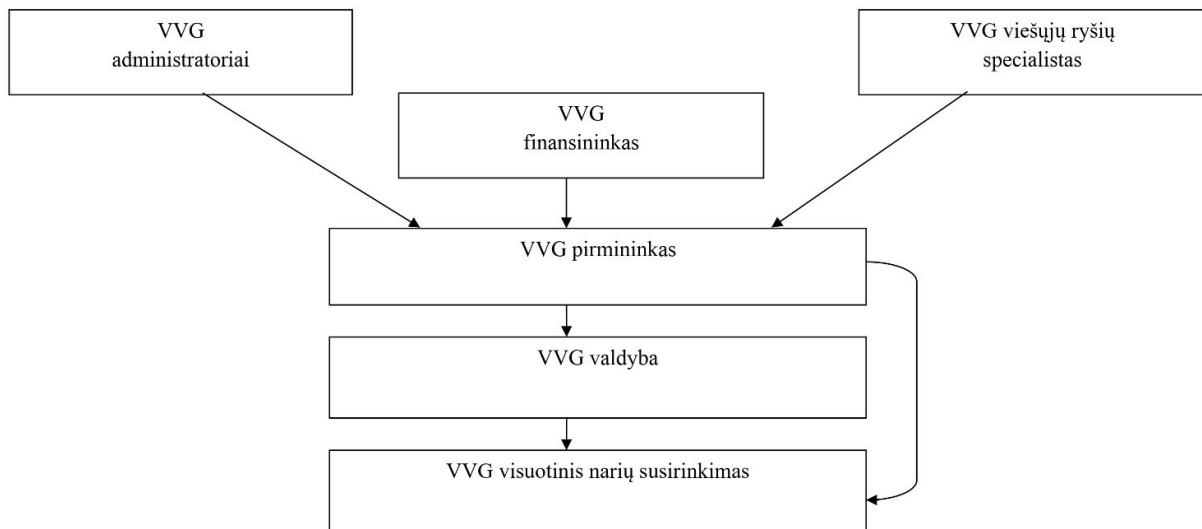 VVG
administratoriai
VVG viešųjų ryšių
specialistas
VVG
finansininkas
VVG pirmininkas
VVG valdyba
VVG visuotinis narių susirinkimas